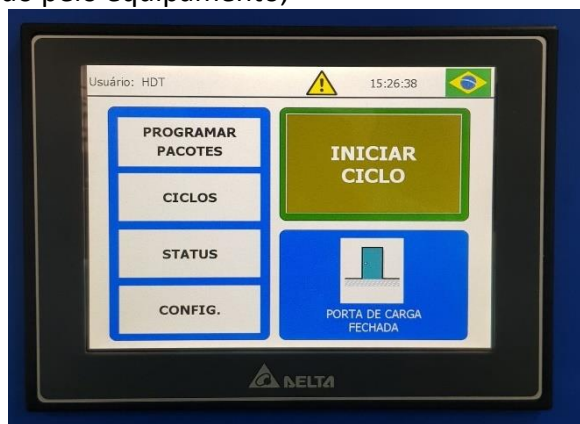 pelo equipamento,
Usuário: HDT
15:26:38
PROGRAMAR
PACOTES
CICLOS
STATUS
CONFIG.
INICIAR
CICLO
PORTA DE CARGA
FECHADA
DELTA